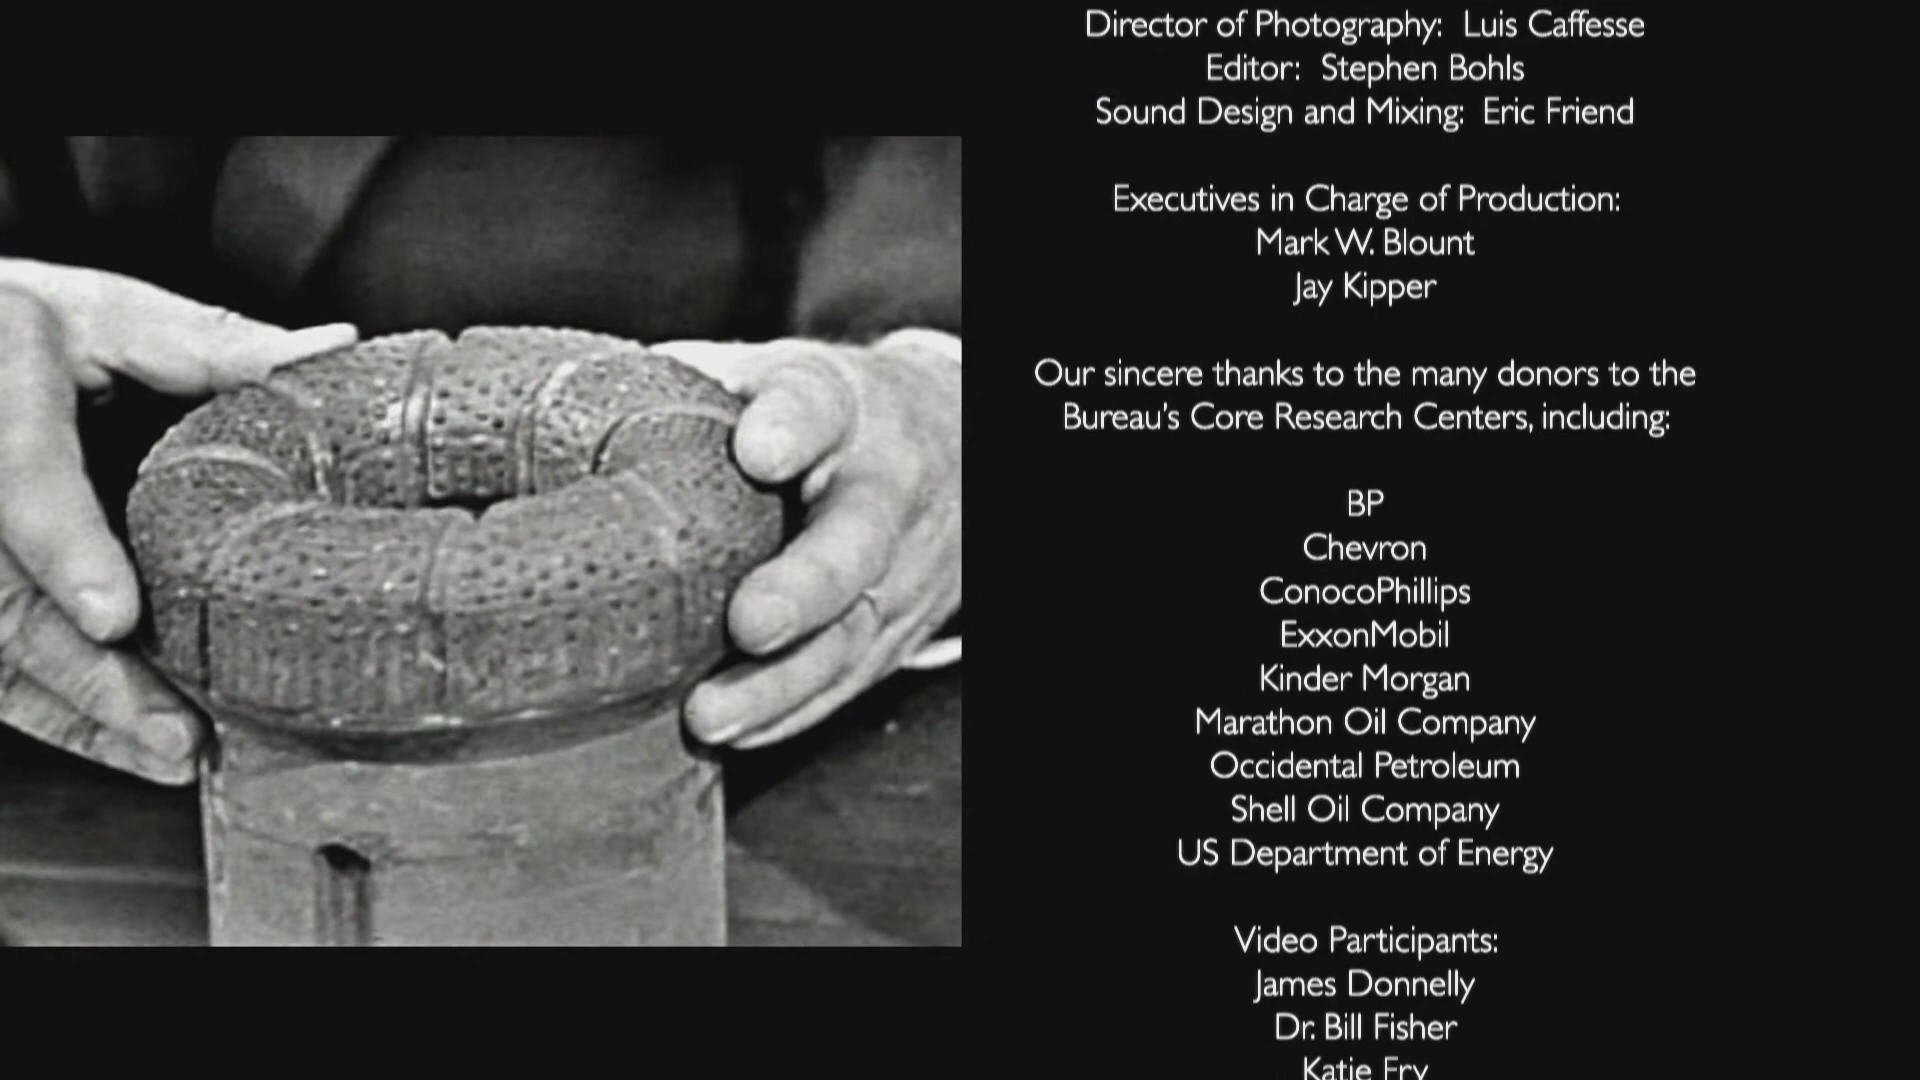 Director of Photography: Luis Caffesse
Editor: Stephen Bohls
Sound Design and Mixing: Eric Friend
Executives in Charge of Production:
Mark W. Blount
Jay Kipper
Our sincere thanks to the many donors to the
Bureau's Core Research Centers, including:
BP
Chevron
ConocoPhillips
ExxonMobil
Kinder Morgan
Marathon Oil Company
Occidental Petroleum
Shell Oil Company
US Department of Energy
Video Participants:
James Donnelly
Dr. Bill Fisher
Katie Fry